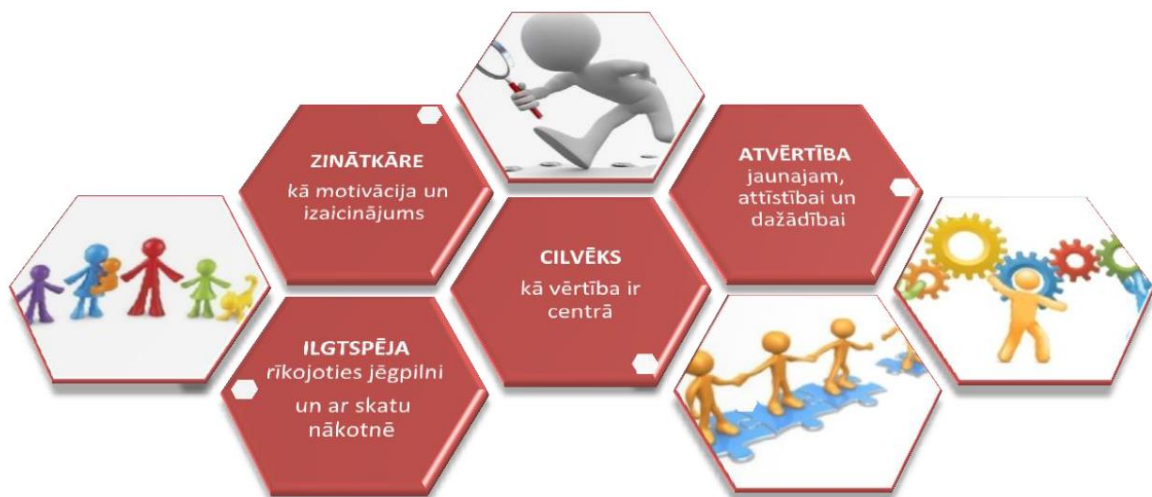 ZINĀTKĀRE
kā motivācija un
izaicinājums
ATVĒRTĪBA
jaunajam,
attīstībai un
dažādībai
CILVĒKS
kā vērtība ir
centrā
ILGTSPĒJA
rīkojoties jēgpilni
un ar skatu
nākotnē